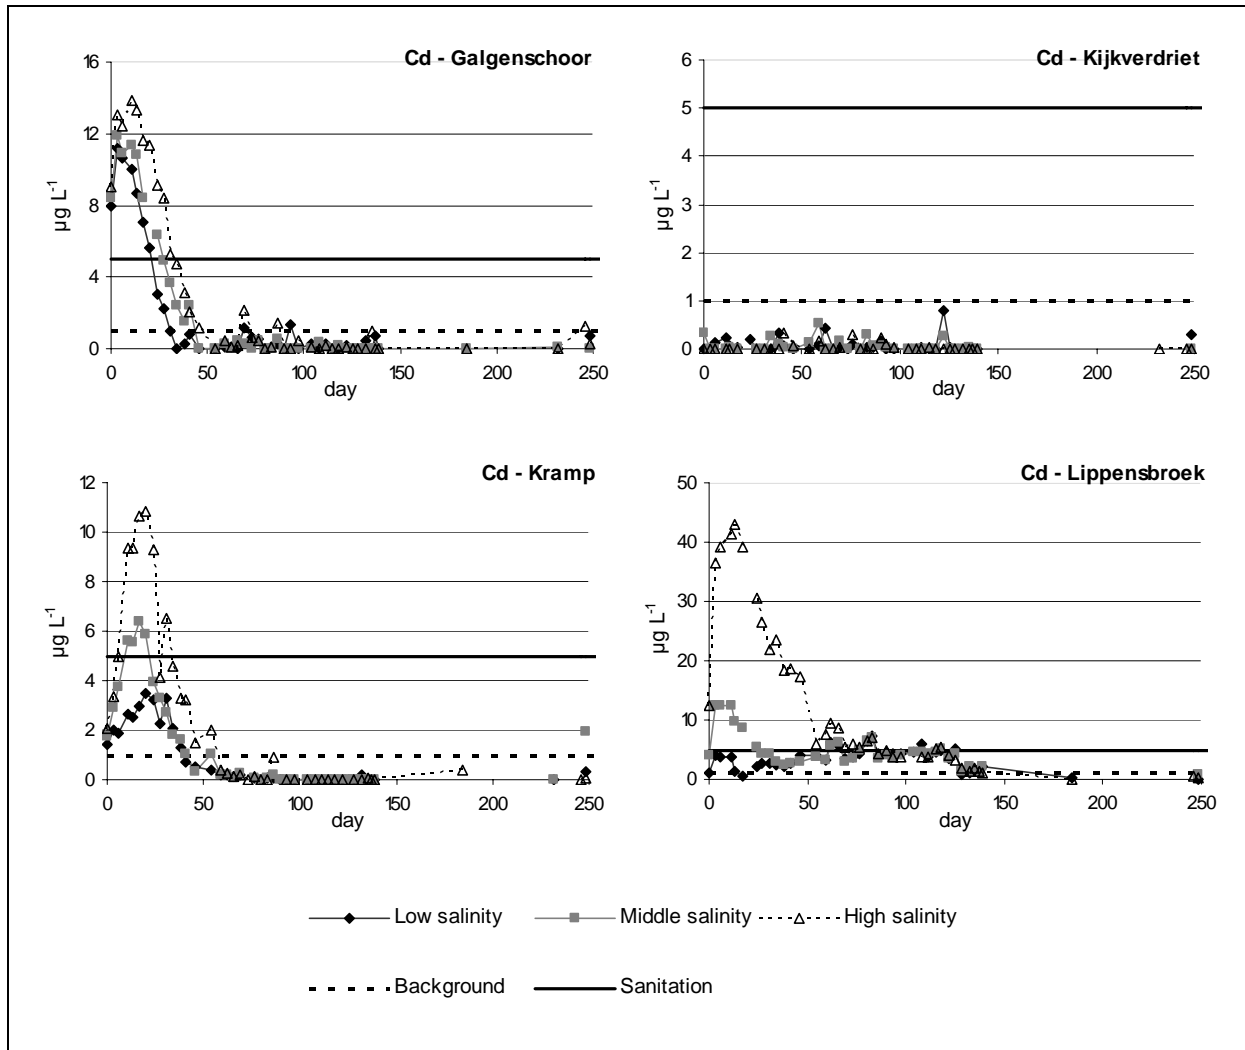 Cd - Galgenschoor
16
12
8
4
0
µg L-1
0 50 100 150 200 250
day
Cd - Kijkverdriet
6
5
4
3
2
1
0
µg L-1
0 50 100 150 200 250
Cd - Kramp
12
10
8
6
4
2
0
µg L-1
0 50 100 150 200 250
day
Cd - Lippensbroek
50
40
30
20
10
0
µg L-1
0 50 100 150 200 250
day
Low salinity Middle salinity High salinity
Background Sanitation